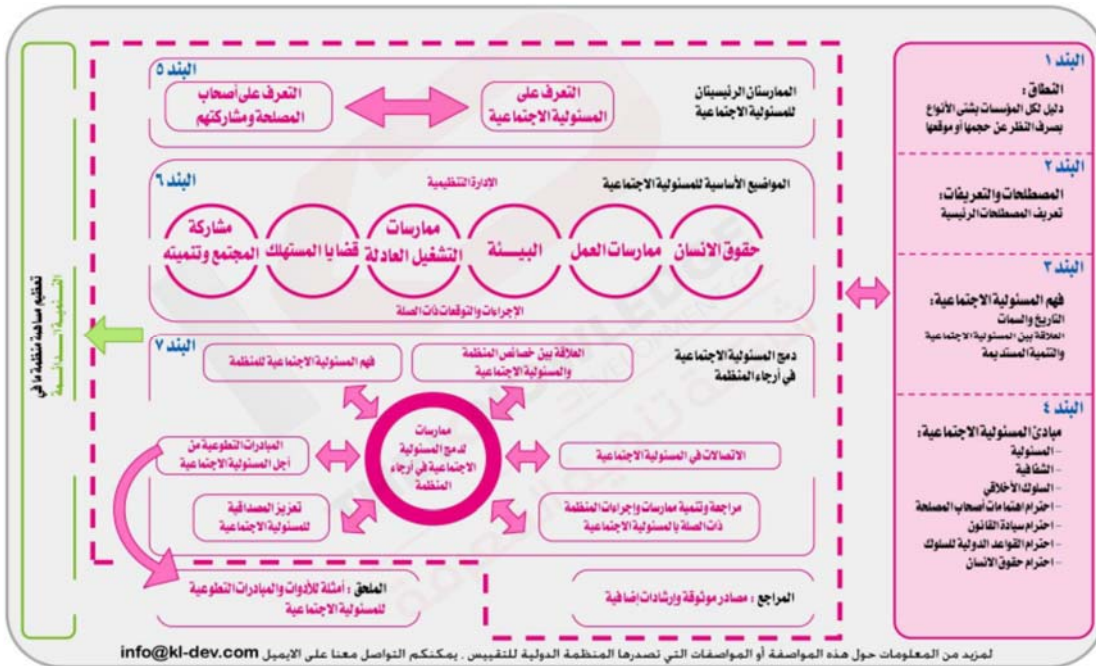 البند ١
النطاق :
دليل لكل المؤسسات بشتى الأنواع
بصرف النظر عن حجمها أو موقعها
البند ٢
المصطلحات والتعريفات:
تعريف المصطلحات الرئيسية
البند ٣
فهم المسئولية الاجتماعية:
التاريخ والسمات
العلاقة بين المسئولية الاجتماعية
والتنمية المستديمة
البند ٤
مبادئ المسئولية الاجتماعية:
- المسئولية
- الشفافية
- السلوك الأخلاقي
- احترام اهتمامات أصحاب المصلحة
- احترام سيادة القانون
- احترام القواعد الدولية للسلوك
- احترام حقوق الانسان
البند ٥
الممارستان الرئيسيتان
للمسئولية الاجتماعية
التعرف على
المسئولية الاجتماعية
التعرف على أصحاب
المصلحة ومشاركتهم
البند ٦
المواضيع الأساسية للمسئولية الاجتماعية
الإدارة التنظيمية
حقوق الانسان
ممارسات العمل
البيئة
ممارسات
التشغيل العادلة
قضايا المستهلك
مشاركة
المجتمع وتنميته
الإجراءات والتوقعات ذات الصلة
البند ٧
دمج المسئولية الاجتماعية
في أرجاء المنظمة
العلاقة بين خصائص المنظمة
والمسئولية الاجتماعية
فهم المسئولية الاجتماعية للمنظمة
ممارسات
لدمج المسئولية
الاجتماعية في أرجاء
المنظمة
الاتصالات في المسئولية الاجتماعية
المبادرات التطوعية من
أجل المسئولية الاجتماعية
مراجعة وتنمية ممارسات وإجراءات المنظمة
ذات الصلة بالمسئولية الاجتماعية
تعزيز المصداقية
للمسئولية الاجتماعية
المراجع : مصادر موثوقة وإرشادات إضافية
الملحق : أمثلة للأدوات والمبادرات التطوعية
للمسئولية الاجتماعية
تعظيم مساهمة منظمة ما في
التنمية الدائمة
لمزيد من المعلومات حول هذه المواصفة أو المواصفات التي تصدرها المنظمة الدولية للتقييس . يمكنكم التواصل معنا على الايميل info@kl-dev.com